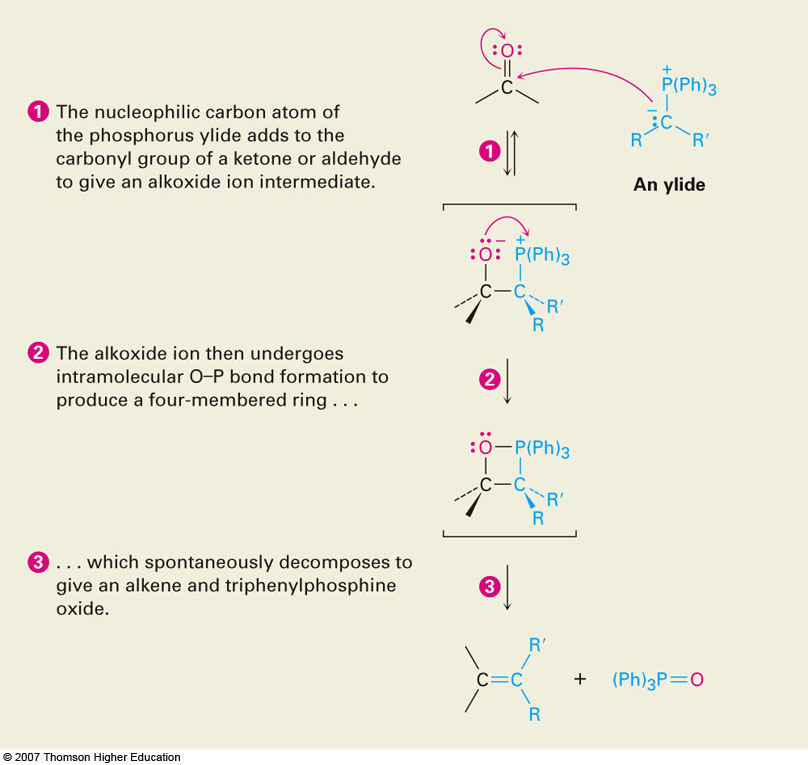 :O:
C
+
P(Ph)3
–
:C
R
R′
An ylide
1 The nucleophilic carbon atom of
the phosphorus ylide adds to the
carbonyl group of a ketone or aldehyde
to give an alkoxide ion intermediate.
1
–
+
:O: P(Ph)3
C–C
R′
R
2 The alkoxide ion then undergoes
intramolecular O–P bond formation to
produce a four-membered ring . . .
2
:O–P(Ph)3
C–C
R′
R
3 . . . which spontaneously decomposes to
give an alkene and triphenylphosphine
oxide.
3
R′
C=C + (Ph)3P=O
R
© 2007 Thomson Higher Education